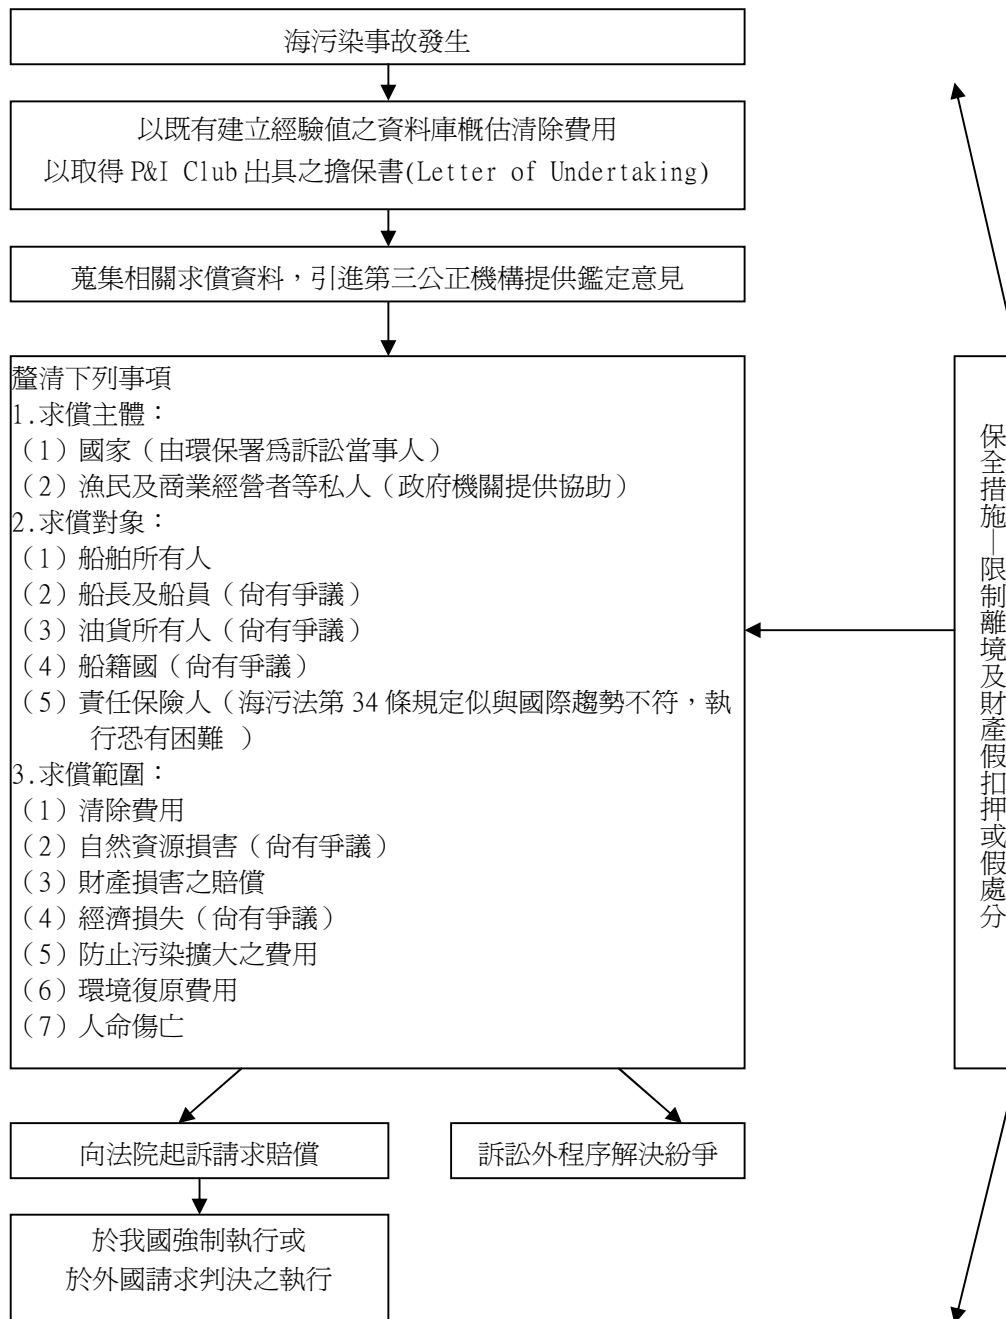 海污染事故發生
以既有建立經驗值之資料庫概估清除費用
以取得 P&I Club 出具之擔保書(Letter of Undertaking)
蒐集相關求償資料，引進第三公正機構提供鑑定意見
釐清下列事項
1.求償主體：
（1）國家（由環保署為訴訟當事人）
（2）漁民及商業經營者等私人（政府機關提供協助）
2.求償對象：
（1）船舶所有人
（2）船長及船員（尚有爭議）
（3）油貨所有人（尚有爭議）
（4）船籍國（尚有爭議）
（5）責任保險人（海污法第 34 條規定似與國際趨勢不符，執
行恐有困難 ）
3.求償範圍：
（1）清除費用
（2）自然資源損害（尚有爭議）
（3）財產損害之賠償
（4）經濟損失（尚有爭議）
（5）防止污染擴大之費用
（6）環境復原費用
（7）人命傷亡
保全措施—限制離境及財產假扣押或假處分
向法院起訴請求賠償
訴訟外程序解決紛爭
於我國強制執行或
於外國請求判決之執行